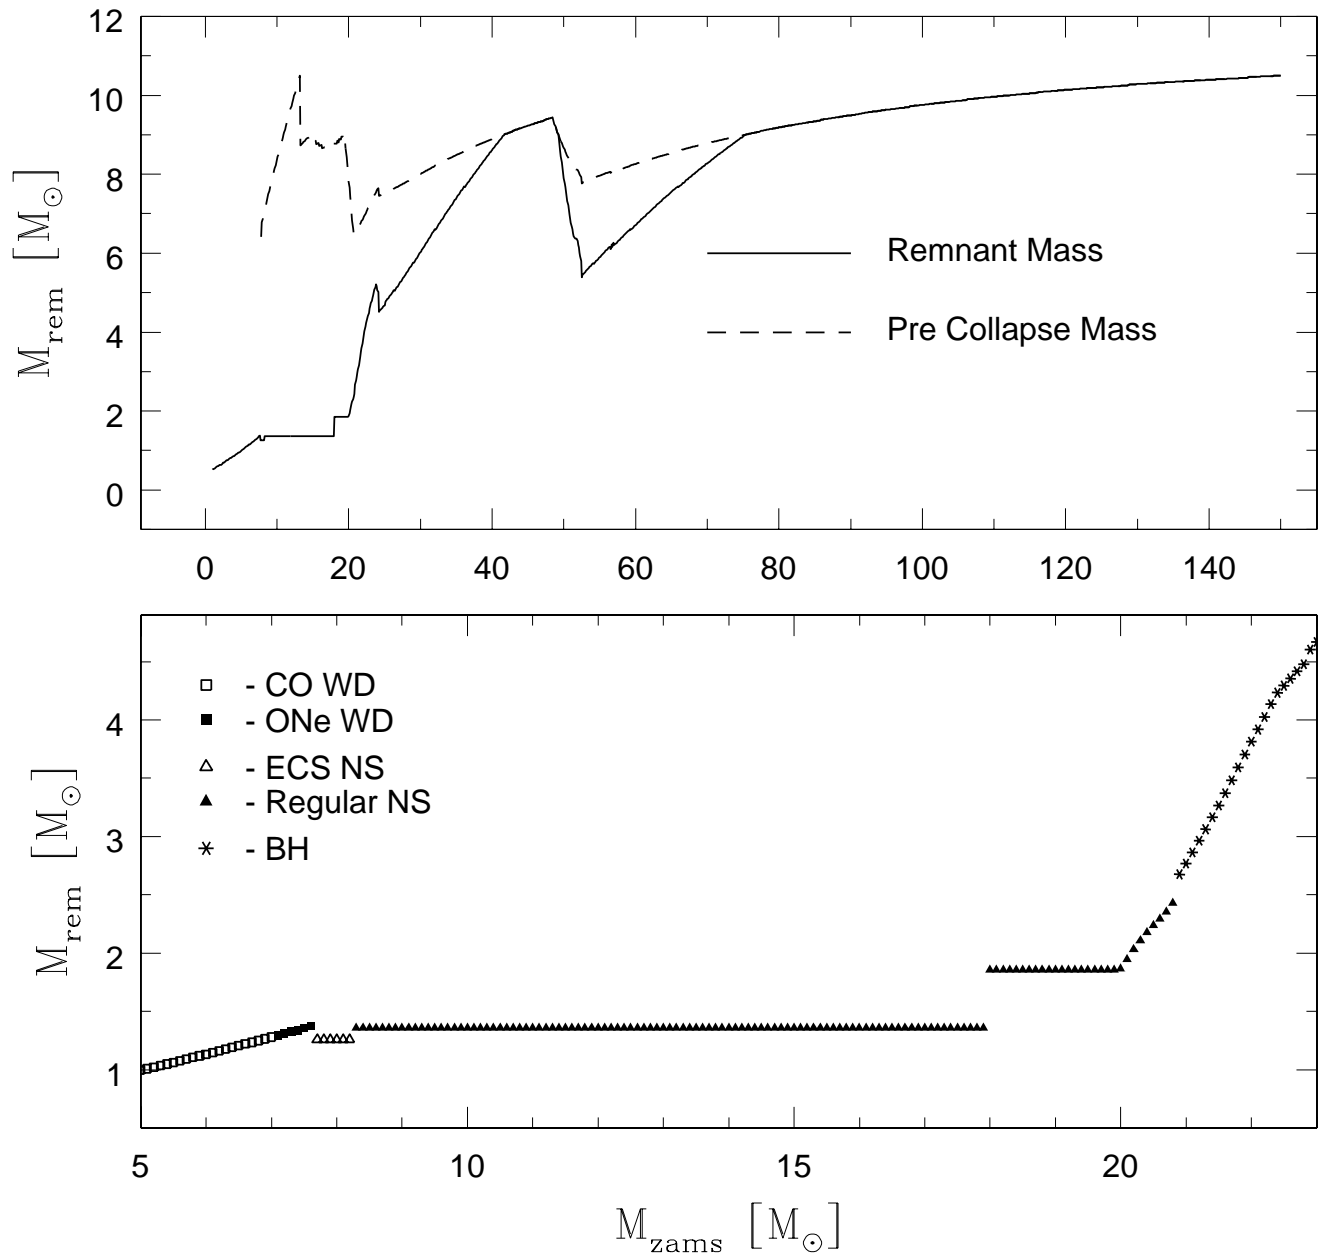 12
10
8
6
4
2
0
M_rem [M_⊙]
Remnant Mass
Pre Collapse Mass
0 20 40 60 80 100 120 140
4
3
2
1
M_rem [M_⊙]
- CO WD
- ONe WD
- ECS NS
- Regular NS
- BH
5 10 15 20
M_zams [M_⊙]